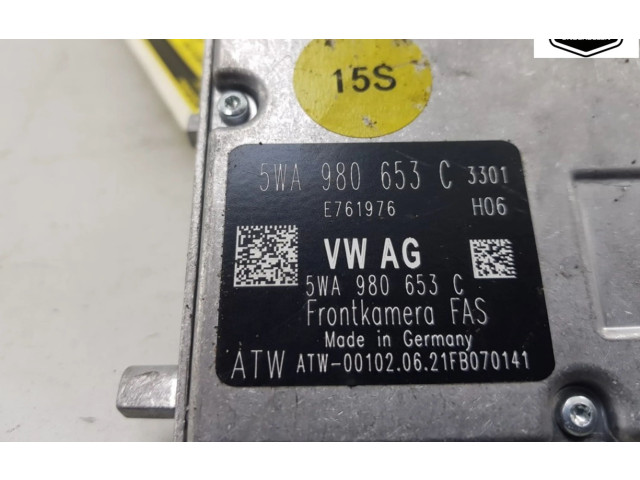 15S
5WA 980 653 C 3301
E761976 H06
VW AG
5WA 980 653 C
Frontkamera FAS
Made in Germany
ATW ATW-00102.06.21FB070141